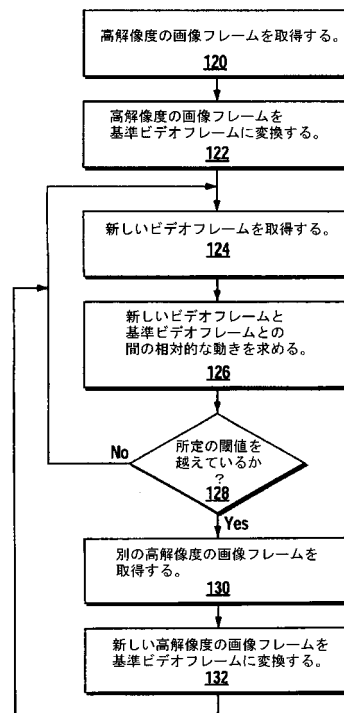 高解像度の画像フレームを取得する。
120
高解像度の画像フレームを
基準ビデオフレームに変換する。
122
新しいビデオフレームを取得する。
124
新しいビデオフレームと
基準ビデオフレームとの
間の相対的な動きを求める。
126
所定の閾値を
越えているか
?
128
No
Yes
別の高解像度の画像フレームを
取得する。
130
新しい高解像度の画像フレームを
基準ビデオフレームに変換する。
132